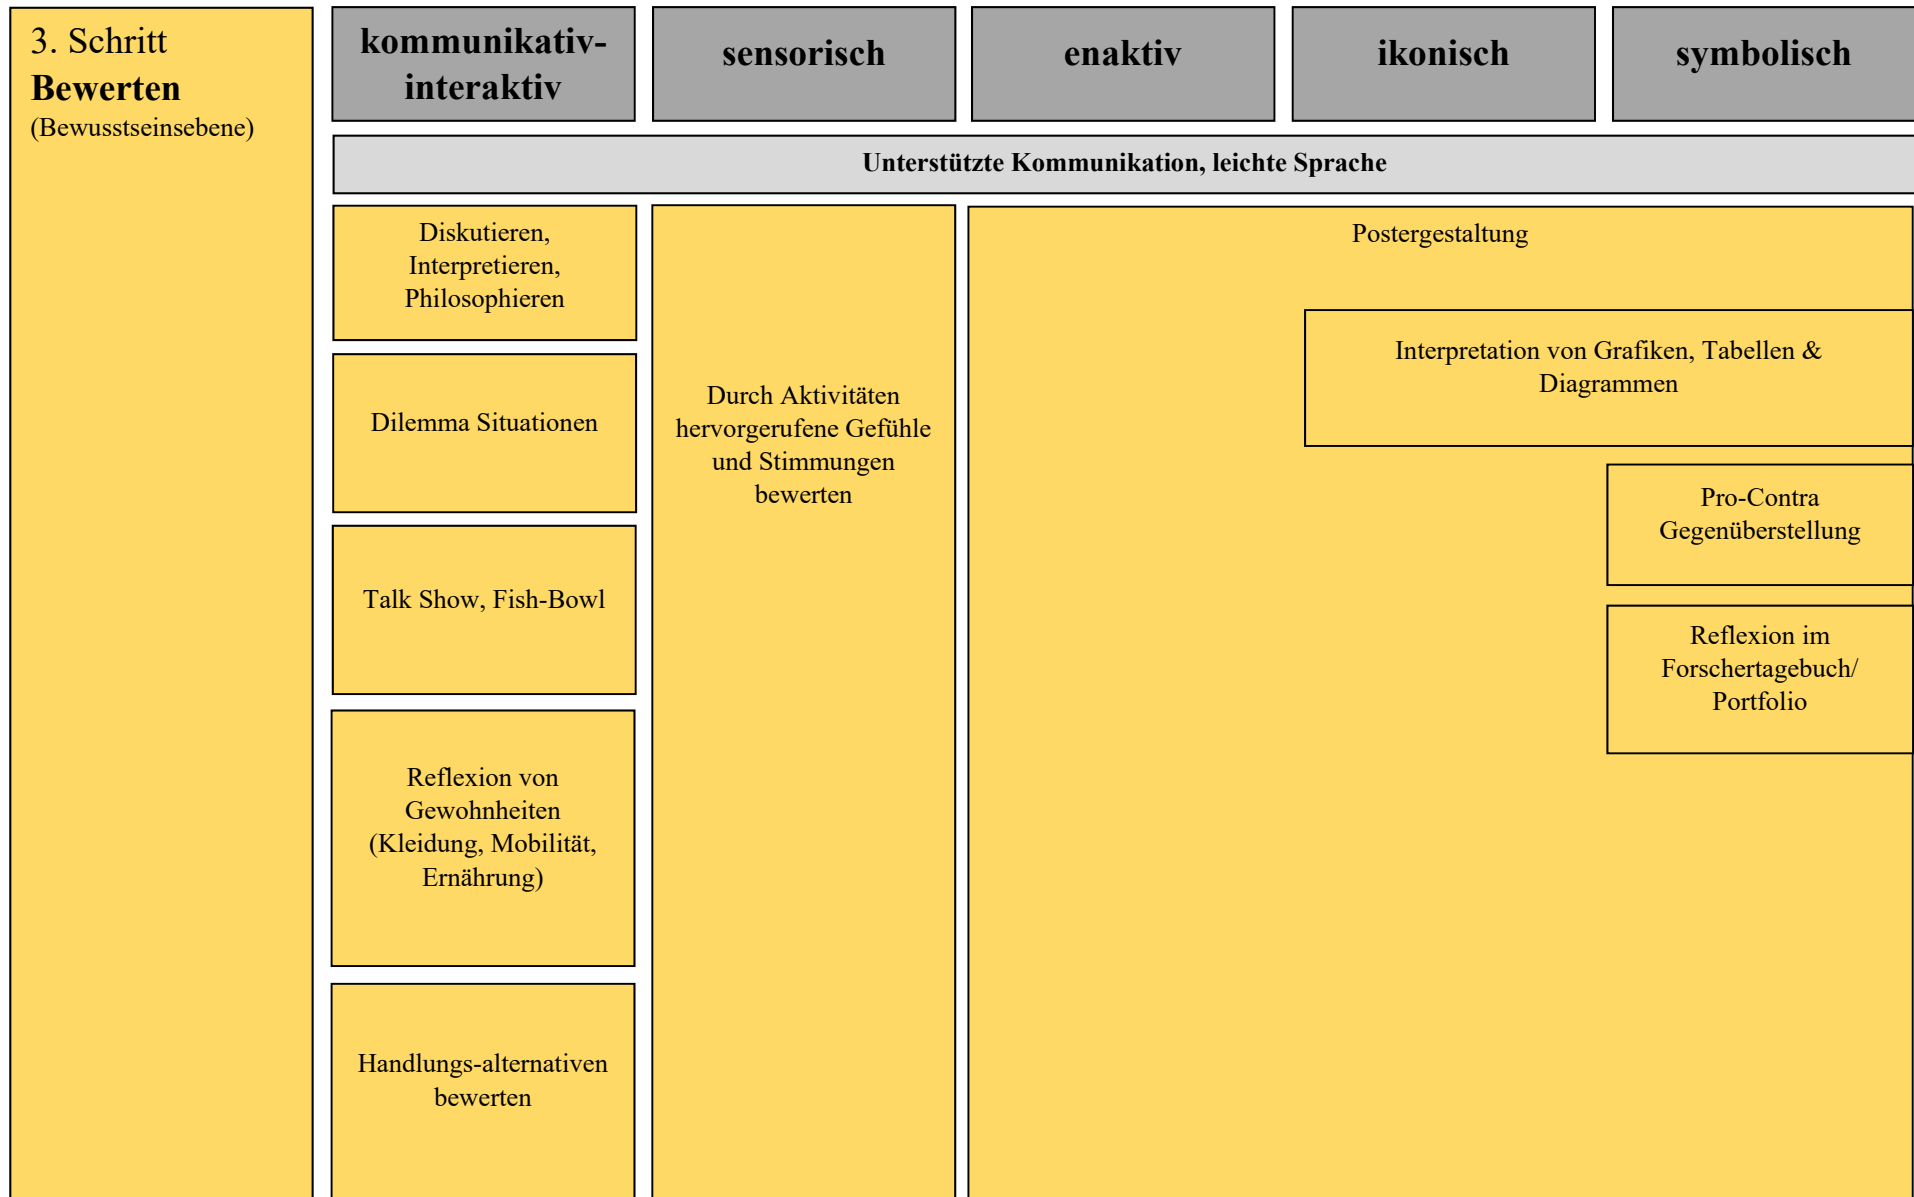 3. Schritt
Bewerten
(Bewusstseinsebene)
kommunikativ-
interaktiv
sensorisch
enaktiv
ikonisch
symbolisch
Unterstützte Kommunikation, leichte Sprache
Diskutieren,
Interpretieren,
Philosophieren
Dilemma Situationen
Talk Show, Fish-Bowl
Reflexion von
Gewohnheiten
(Kleidung, Mobilität,
Ernährung)
Handlungs-alternativen
bewerten
Durch Aktivitäten
hervorgerufene Gefühle
und Stimmungen
bewerten
Postergestaltung
Interpretation von Grafiken, Tabellen &
Diagrammen
Pro-Contra
Gegenüberstellung
Reflexion im
Forschertagebuch/
Portfolio